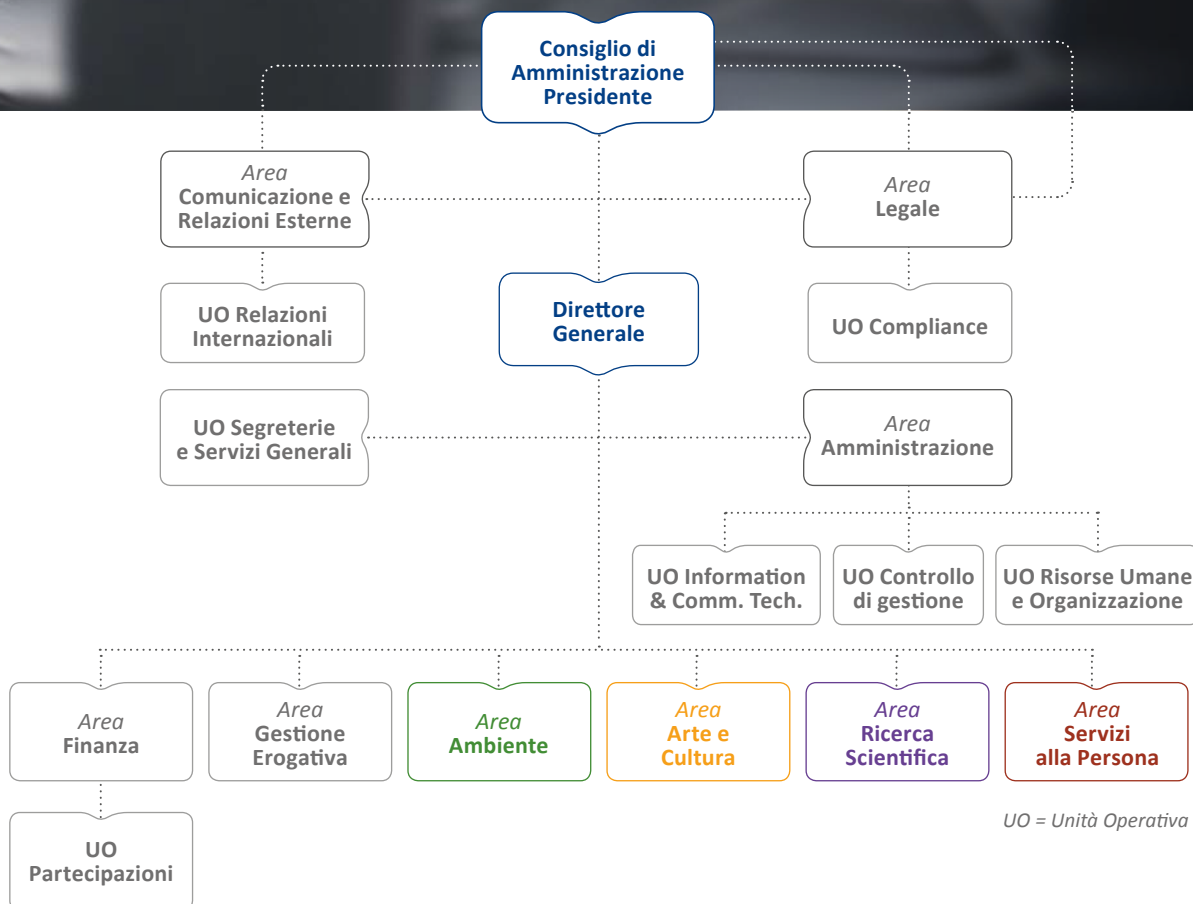 Consiglio di
Amministrazione
Presidente
Area
Comunicazione e
Relazioni Esterne
Area
Legale
UO Relazioni
Internazionali
Direttore
Generale
UO Compliance
UO Segreterie
e Servizi Generali
Area
Amministrazione
UO Information
& Comm. Tech.
UO Controllo
di gestione
UO Risorse Umane
e Organizzazione
Area
Finanza
Area
Gestione
Erogativa
Area
Ambiente
Area
Arte e
Cultura
Area
Ricerca
Scientifica
Area
Servizi
alla Persona
UO
Partecipazioni
UO = Unità Operativa